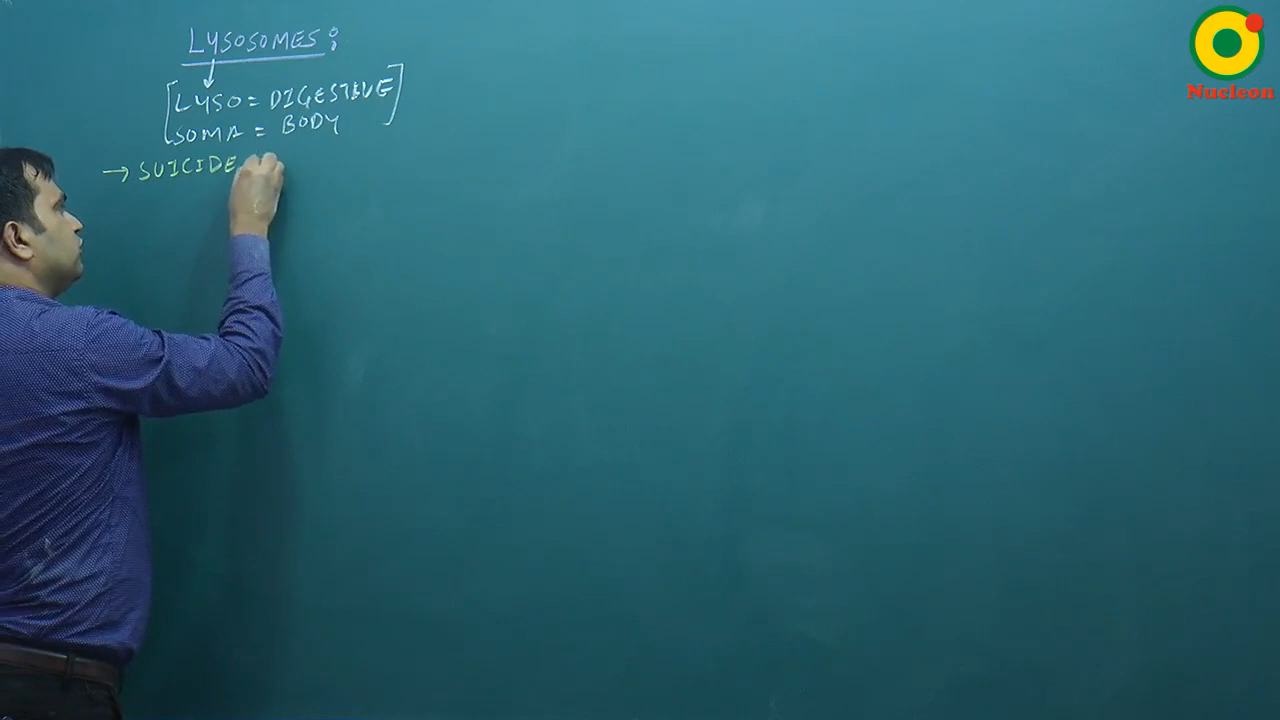 LYSOSOMES:
[LYSO = DIGESTIVE]
SOMA = BODY
→ SUICIDE
Nucleon